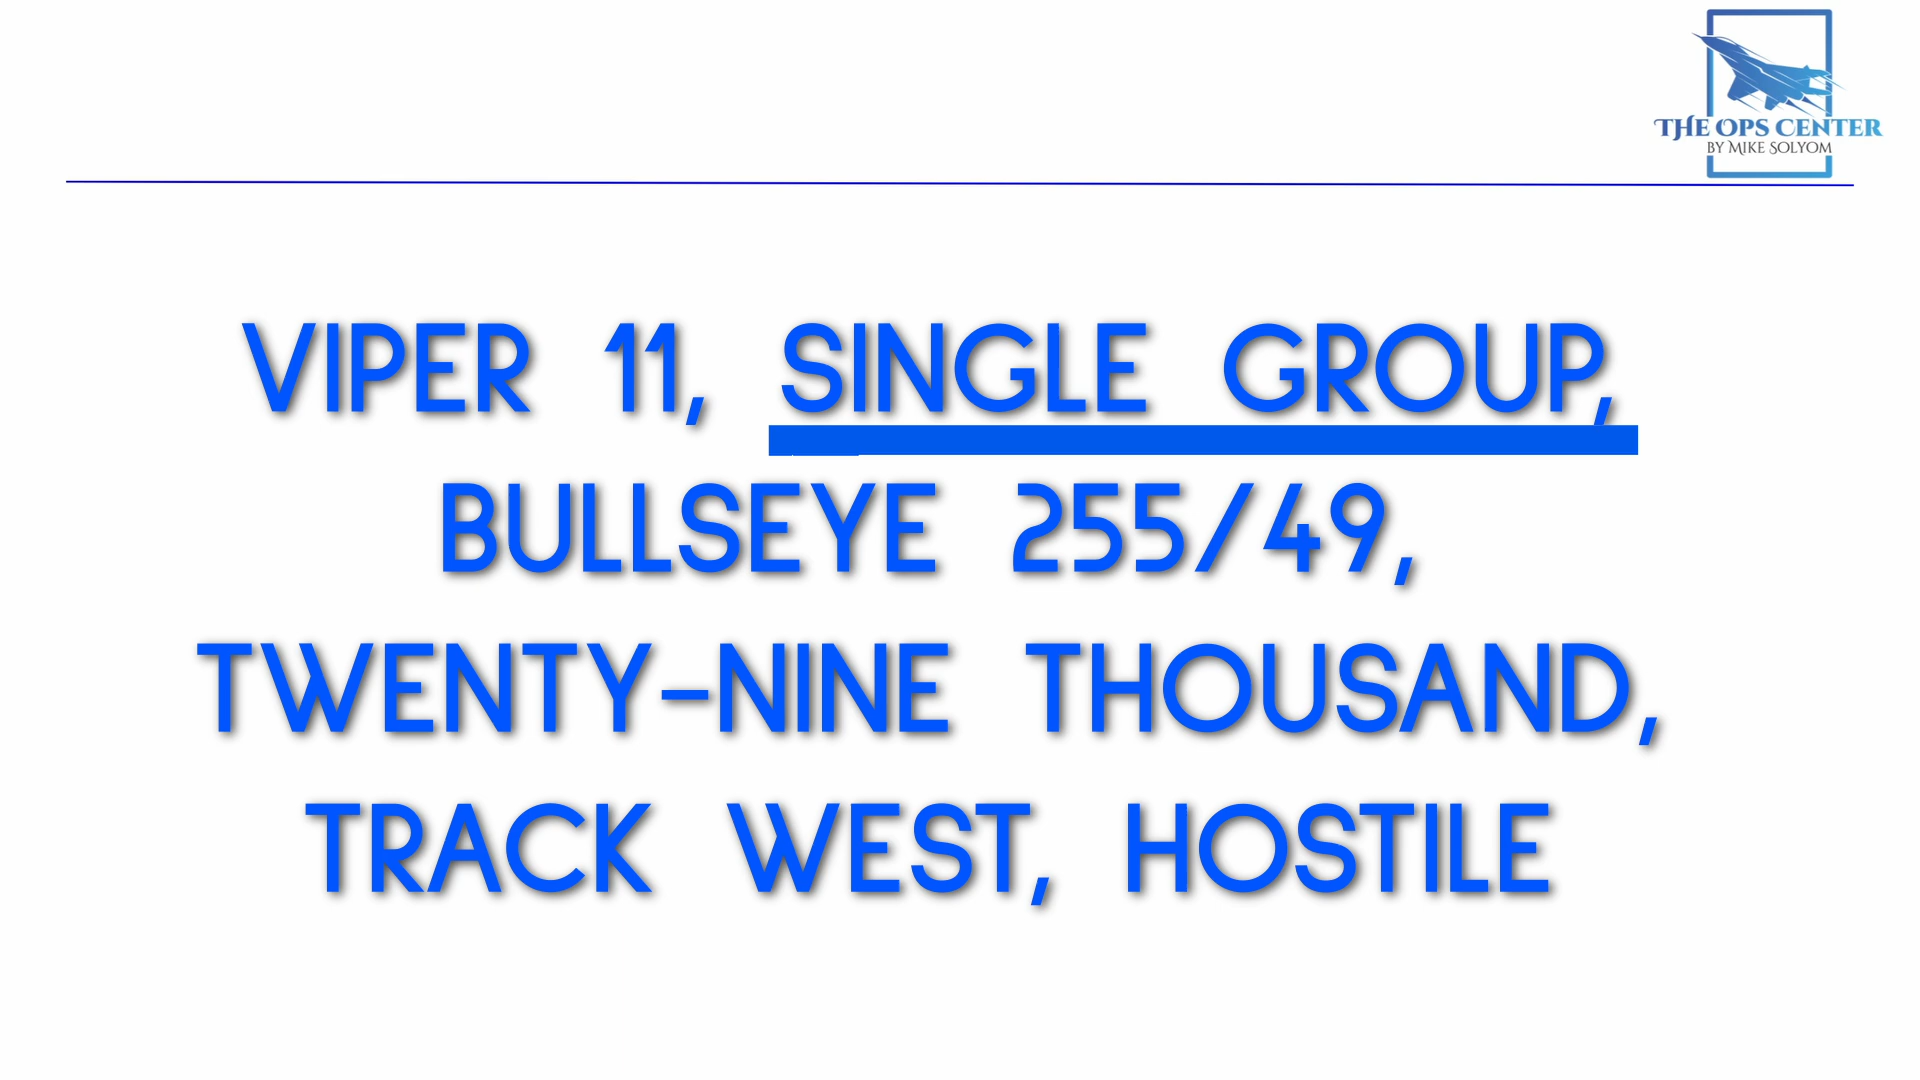 THE OPS CENTER
BY MIKE SOLYOM
VIPER 11, SINGLE GROUP,
BULLSEYE 255/49,
TWENTY-NINE THOUSAND,
TRACK WEST, HOSTILE